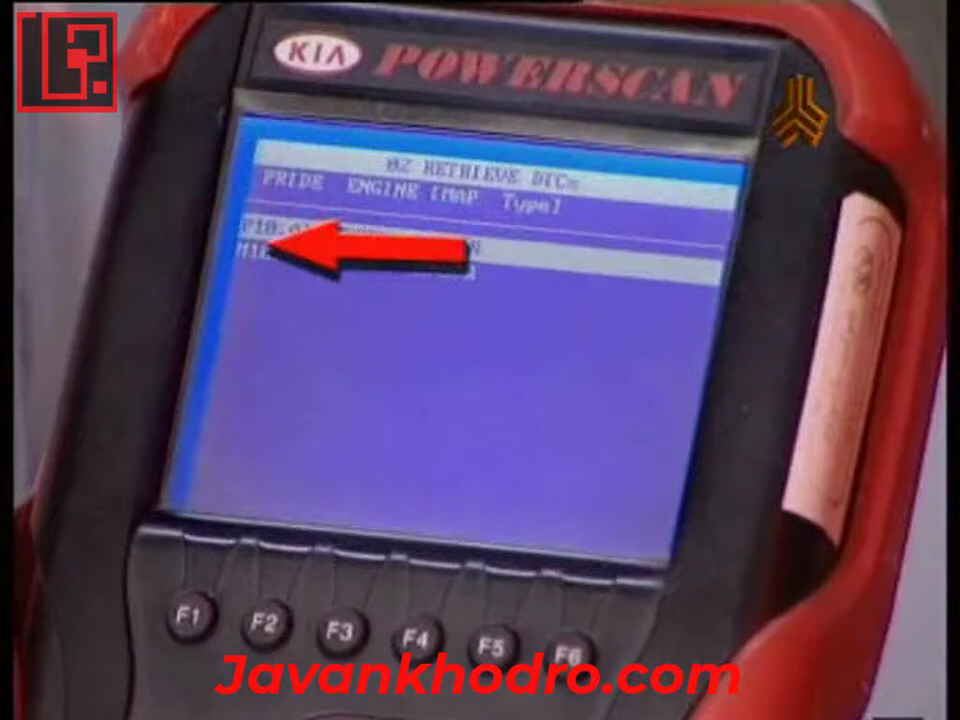 KIA POWERSCAN
02 RETRIEVE DTCs
PRIDE ENGINE [MAP Type]
F1 F2 F3 F4 F5 F6
Javankhodro.com